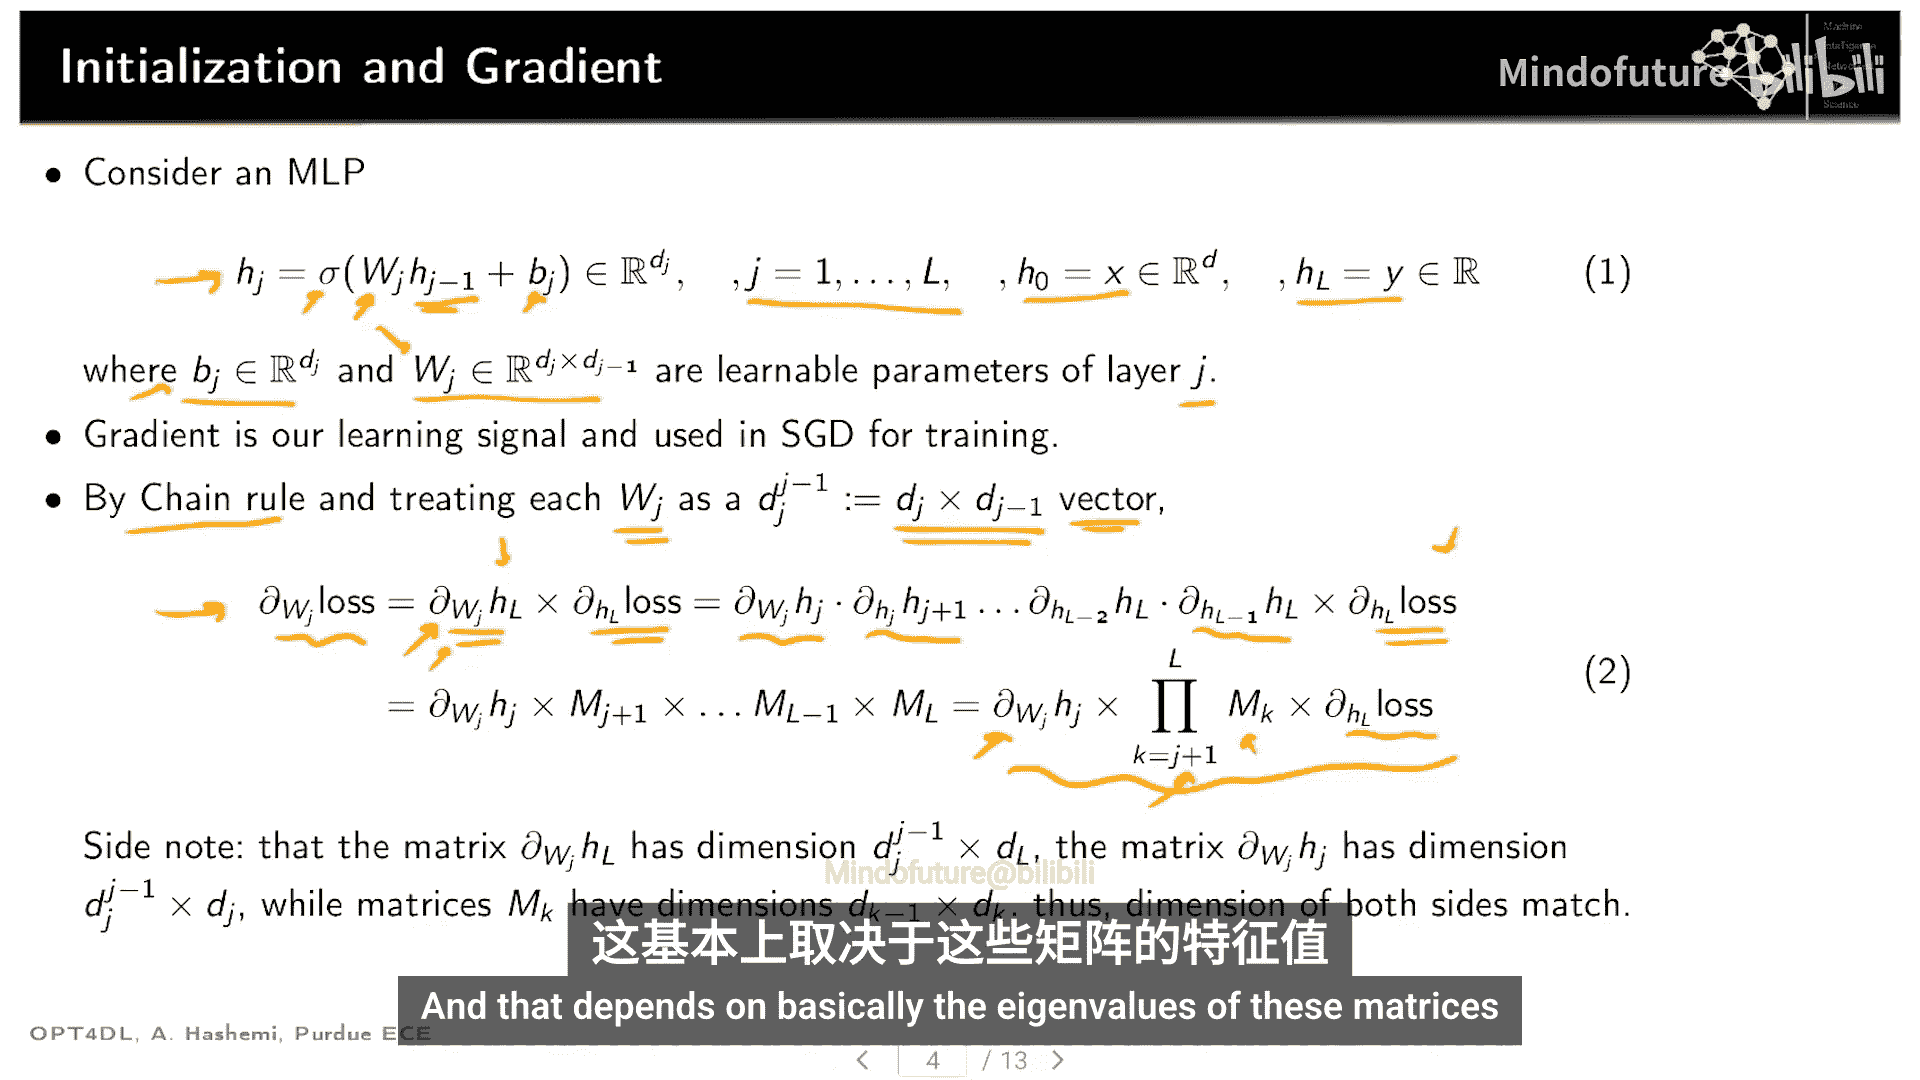 Initialization and Gradient
Mindofuture bilibili
Machine
Intelligence
Networked
Science
• Consider an MLP
h_j = σ(W_j h_{j−1} + b_j) ∈ ℝ^{d_j}, , j = 1, …, L, , h_0 = x ∈ ℝ^d, , h_L = y ∈ ℝ (1)
where b_j ∈ ℝ^{d_j} and W_j ∈ ℝ^{d_j×d_{j−1}} are learnable parameters of layer j.
• Gradient is our learning signal and used in SGD for training.
• By Chain rule and treating each W_j as a d_j^{j−1} := d_j × d_{j−1} vector,
∂_{W_j} loss = ∂_{W_j} h_L × ∂_{h_L} loss = ∂_{W_j} h_j · ∂_{h_j} h_{j+1} … ∂_{h_{L−2}} h_L · ∂_{h_{L−1}} h_L × ∂_{h_L} loss
= ∂_{W_j} h_j × M_{j+1} × … M_{L−1} × M_L = ∂_{W_j} h_j × ∏_{k=j+1}^{L} M_k × ∂_{h_L} loss (2)
Side note: that the matrix ∂_{W_j} h_L has dimension d_j^{j−1} × d_L, the matrix ∂_{W_j} h_j has dimension
Mindofuture@bilibili
d_j^{j−1} × d_j, while matrices M_k have dimensions d_{k−1} × d_k. thus, dimension of both sides match.
这基本上取决于这些矩阵的特征值
And that depends on basically the eigenvalues of these matrices
OPT4DL, A. Hashemi, Purdue ECE
4 / 13